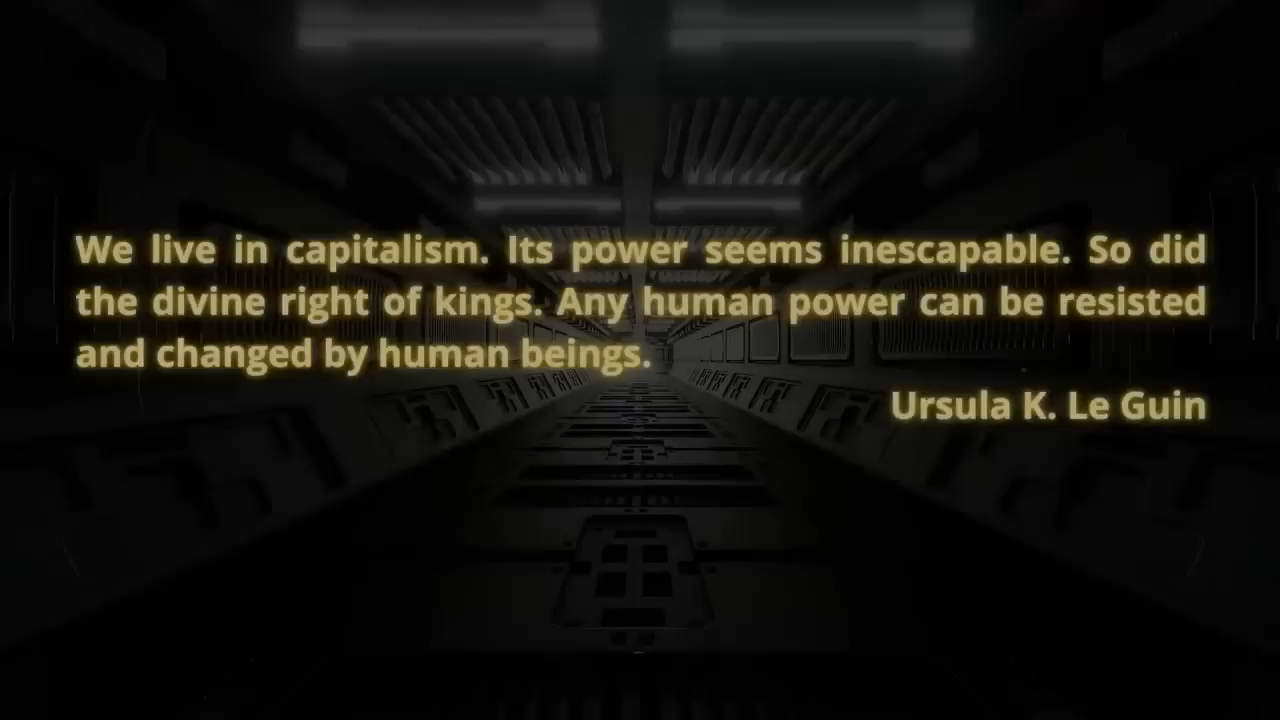 We live in capitalism. Its power seems inescapable. So did
the divine right of kings. Any human power can be resisted
and changed by human beings.
Ursula K. Le Guin